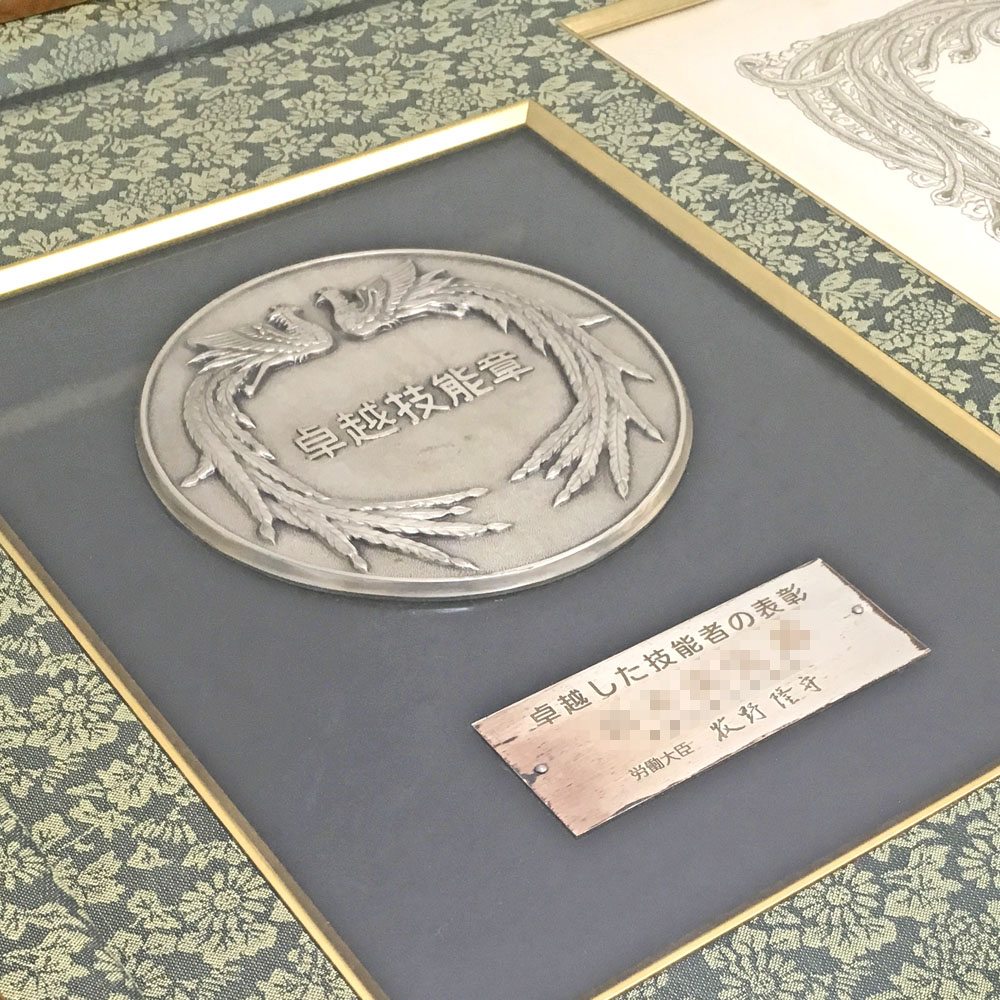 卓越技能章
卓越した技能者の表彰
労働大臣 牧野隆守